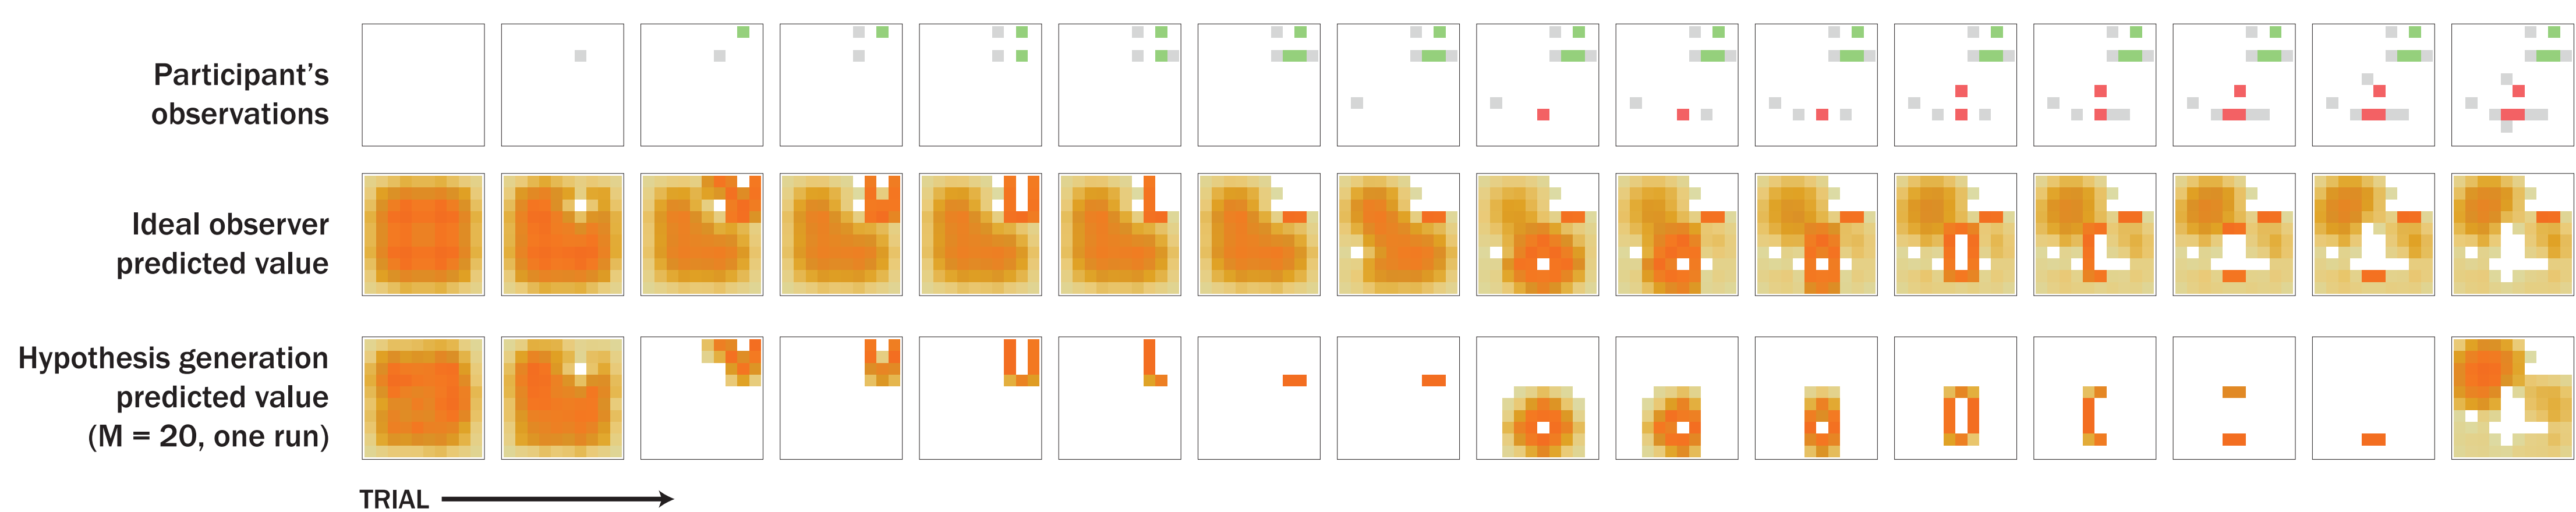 Participant's
observations
Ideal observer
predicted value
Hypothesis generation
predicted value
(M = 20, one run)
TRIAL